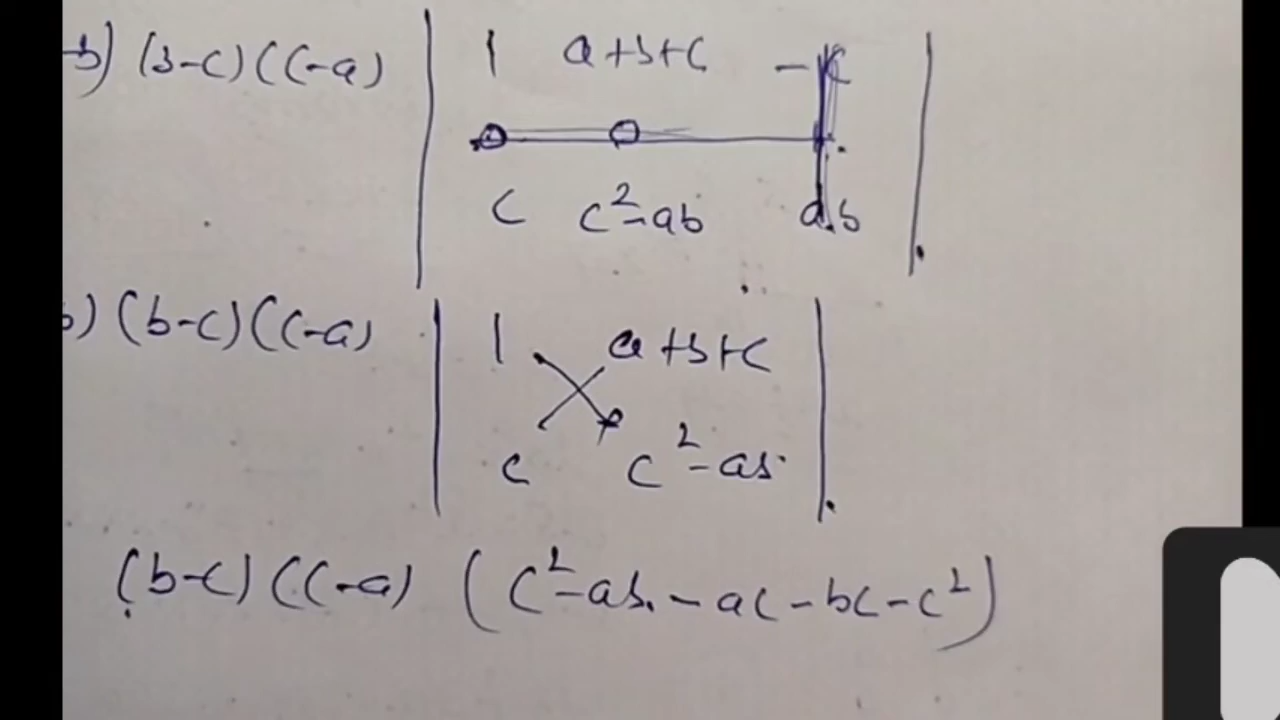 b) (b-c) (c-a) | 1 a+b+c -c |
0 0
c c²-ab ab
b) (b-c) (c-a) | 1 a+b+c |
c c²-ab
(b-c) (c-a) (c²-ab-ac-bc-c²)